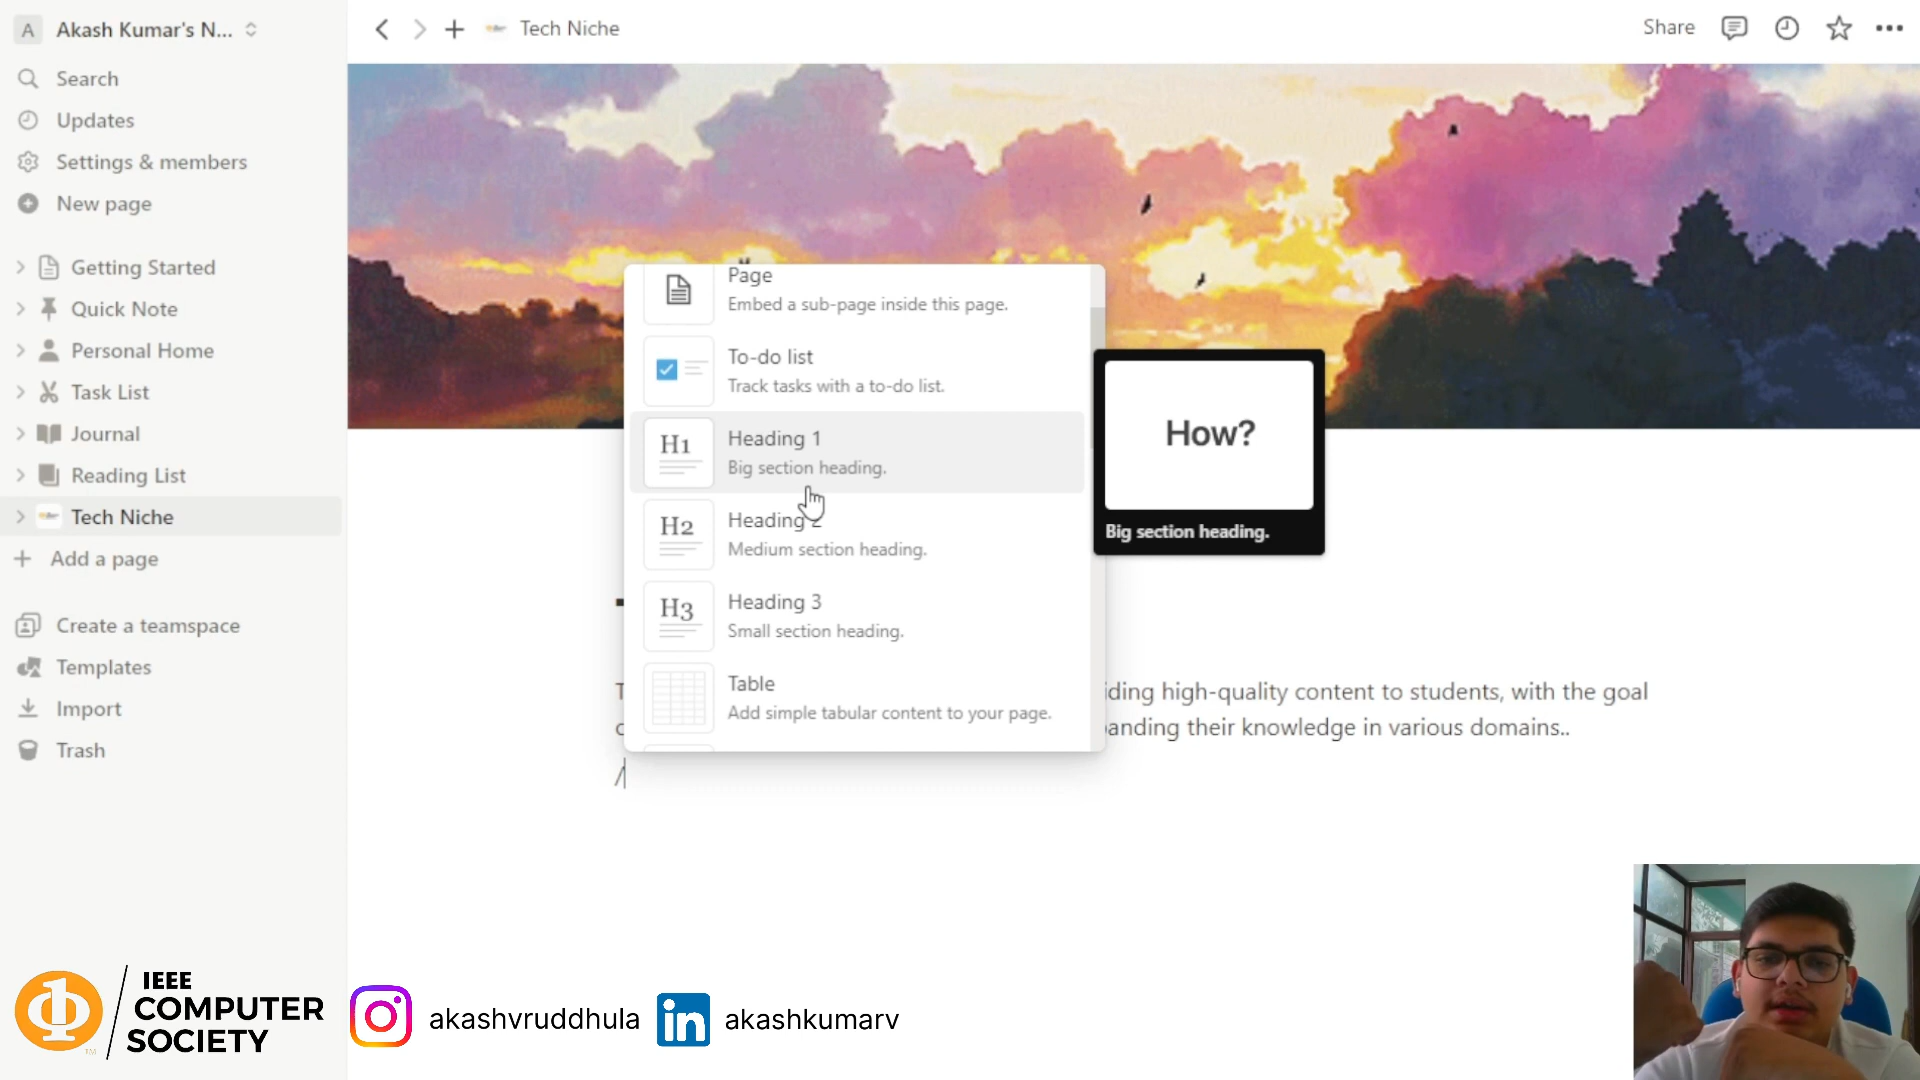 A Akash Kumar's N...
Search
Updates
Settings & members
New page
Getting Started
Quick Note
Personal Home
Task List
Journal
Reading List
Tech Niche
Add a page
Create a teamspace
Templates
Import
Trash
Tech Niche
Share
Page
Embed a sub-page inside this page.
To-do list
Track tasks with a to-do list.
H1 Heading 1
Big section heading.
H2 Heading 2
Medium section heading.
H3 Heading 3
Small section heading.
Table
Add simple tabular content to your page.
How?
Big section heading.
iding high-quality content to students, with the goal
anding their knowledge in various domains..
/
IEEE
COMPUTER
SOCIETY
TM
akashvruddhula
in akashkumarv